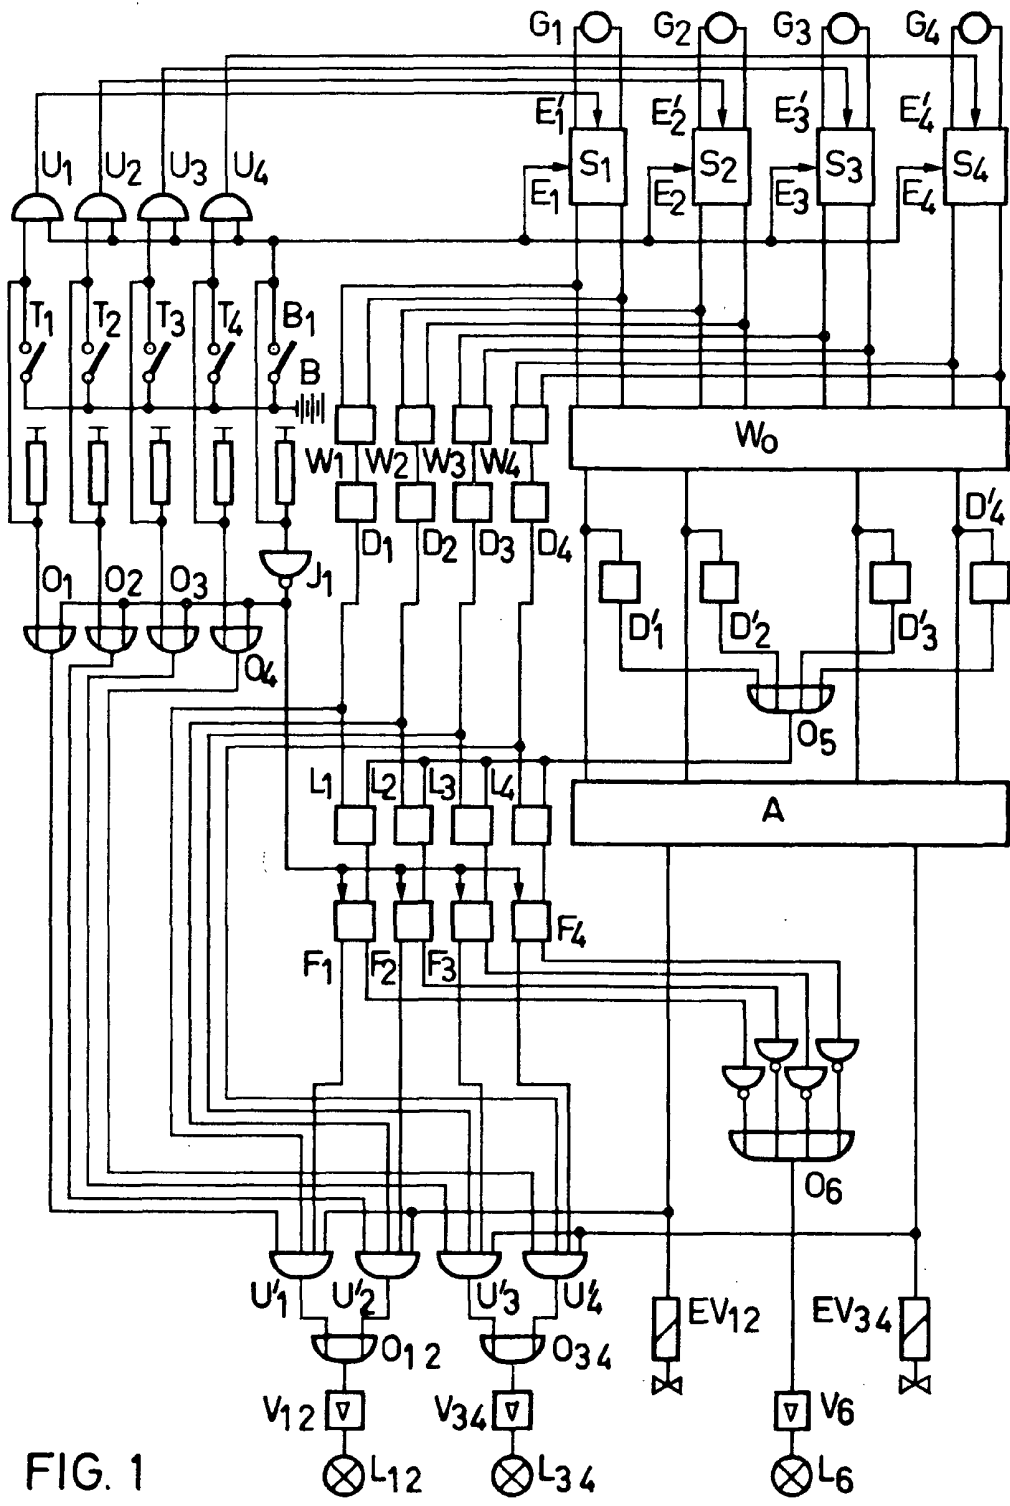 G1 G2 G3 G4
E'1 E'2 E'3 E'4
U1 U2 U3 U4
S1 S2 S3 S4
E1 E2 E3 E4
T1 T2 T3 T4 B1
B
W0
W1 W2 W3 W4
D'4
D1 D2 D3 D4
O1 O2 O3 J1
D'1 D'2 D'3
O4
O5
L1 L2 L3 L4
A
F4
F1 F2 F3
O6
U'1 U'2 U'3 U'4
EV12 EV34
O12 O34
V12 V34 V6
L12 L34 L6
FIG. 1